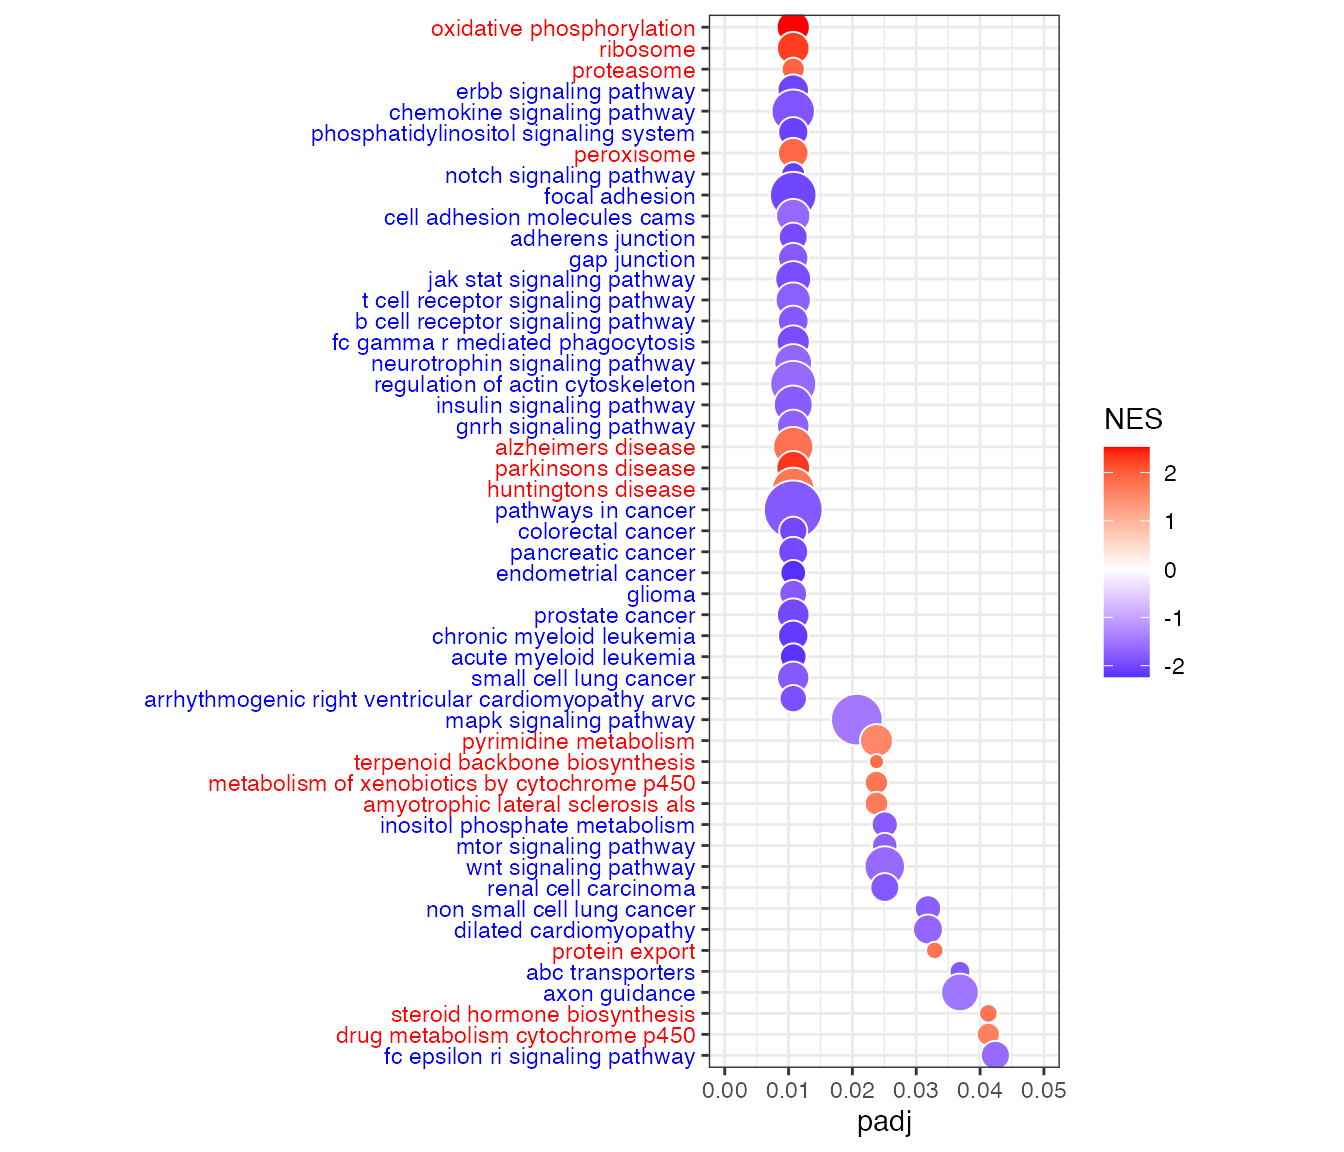 oxidative phosphorylation
ribosome
proteasome
erbb signaling pathway
chemokine signaling pathway
phosphatidylinositol signaling system
peroxisome
notch signaling pathway
focal adhesion
cell adhesion molecules cams
adherens junction
gap junction
jak stat signaling pathway
t cell receptor signaling pathway
b cell receptor signaling pathway
fc gamma r mediated phagocytosis
neurotrophin signaling pathway
regulation of actin cytoskeleton
insulin signaling pathway
gnrh signaling pathway
alzheimers disease
parkinsons disease
huntingtons disease
pathways in cancer
colorectal cancer
pancreatic cancer
endometrial cancer
glioma
prostate cancer
chronic myeloid leukemia
acute myeloid leukemia
small cell lung cancer
arrhythmogenic right ventricular cardiomyopathy arvc
mapk signaling pathway
pyrimidine metabolism
terpenoid backbone biosynthesis
metabolism of xenobiotics by cytochrome p450
amyotrophic lateral sclerosis als
inositol phosphate metabolism
mtor signaling pathway
wnt signaling pathway
renal cell carcinoma
non small cell lung cancer
dilated cardiomyopathy
protein export
abc transporters
axon guidance
steroid hormone biosynthesis
drug metabolism cytochrome p450
fc epsilon ri signaling pathway
0.00 0.01 0.02 0.03 0.04 0.05
padj
NES
2
1
0
-1
-2